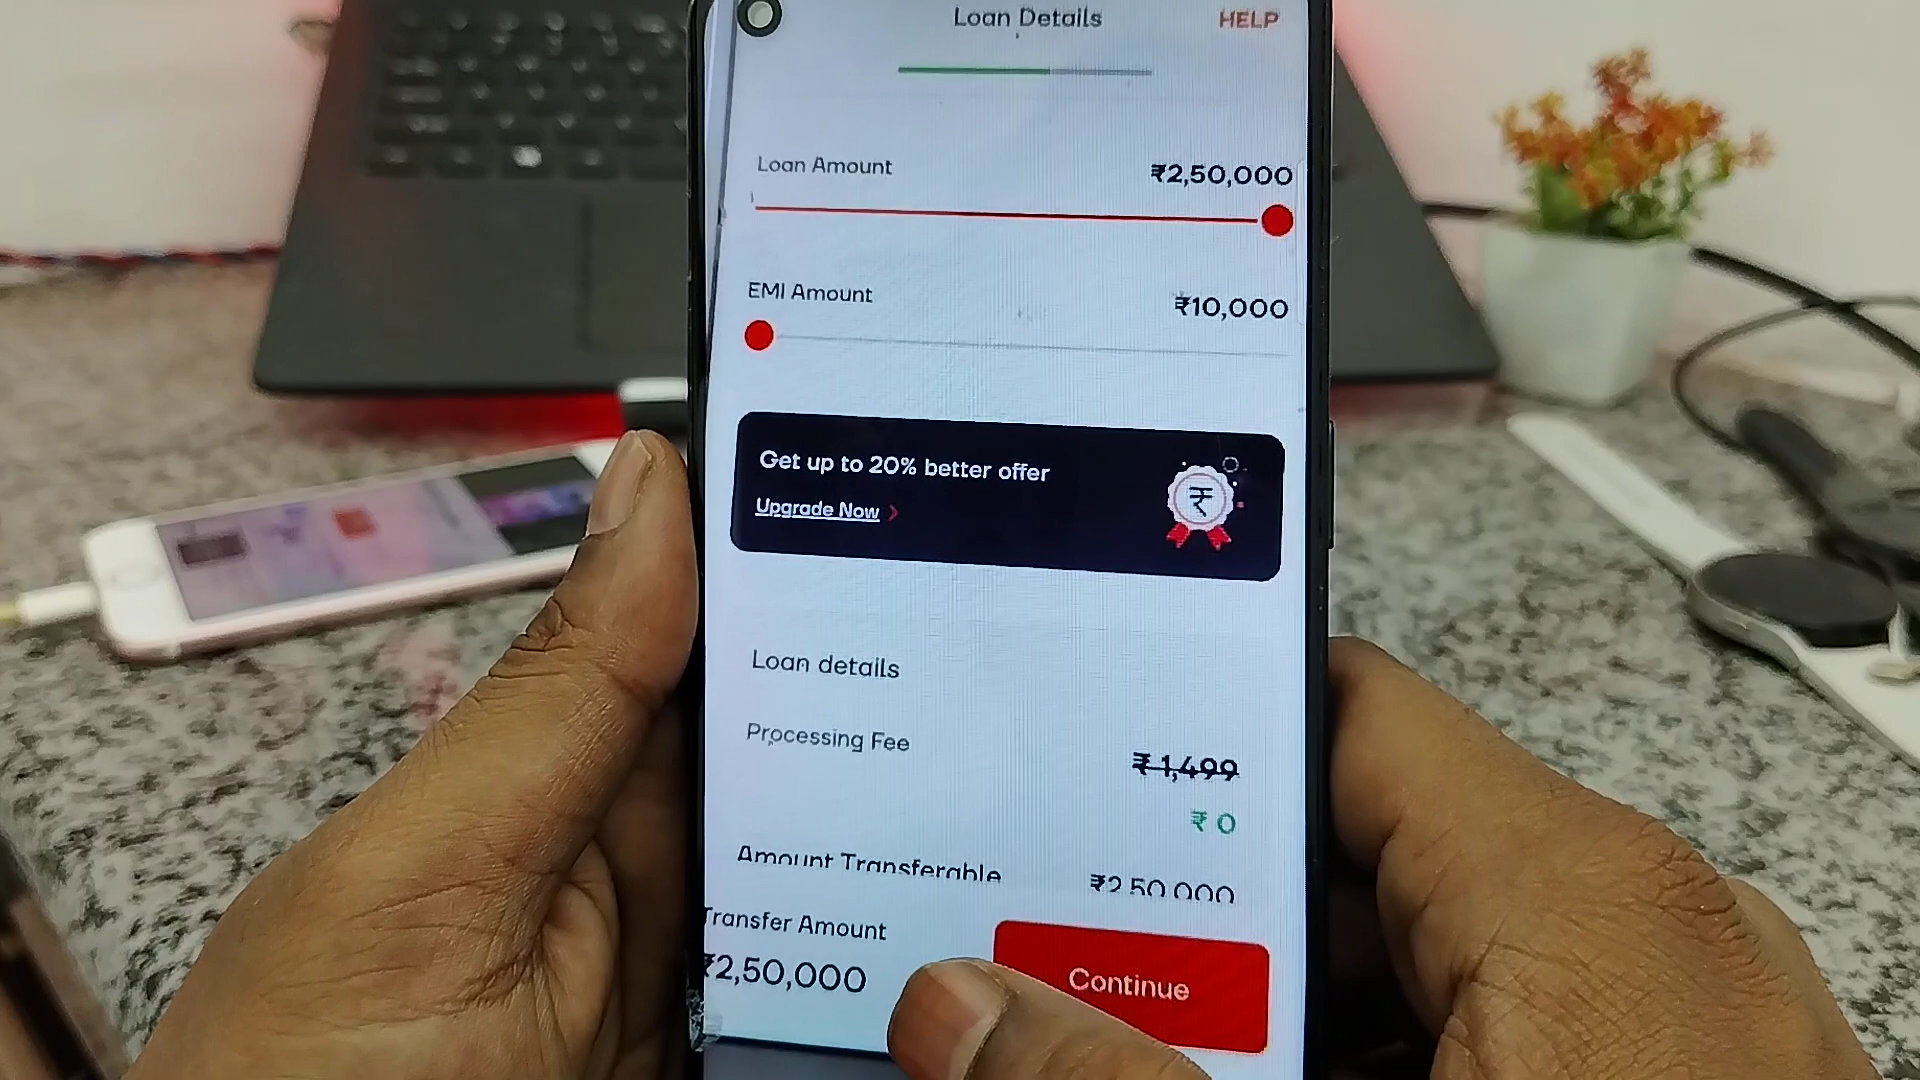 Loan Details
HELP
Loan Amount
₹2,50,000
EMI Amount
₹10,000
Get up to 20% better offer
Upgrade Now
Loan details
Processing Fee
₹ 1,499
₹ 0
Amount Transferable
₹2,50,000
Transfer Amount
₹2,50,000
Continue